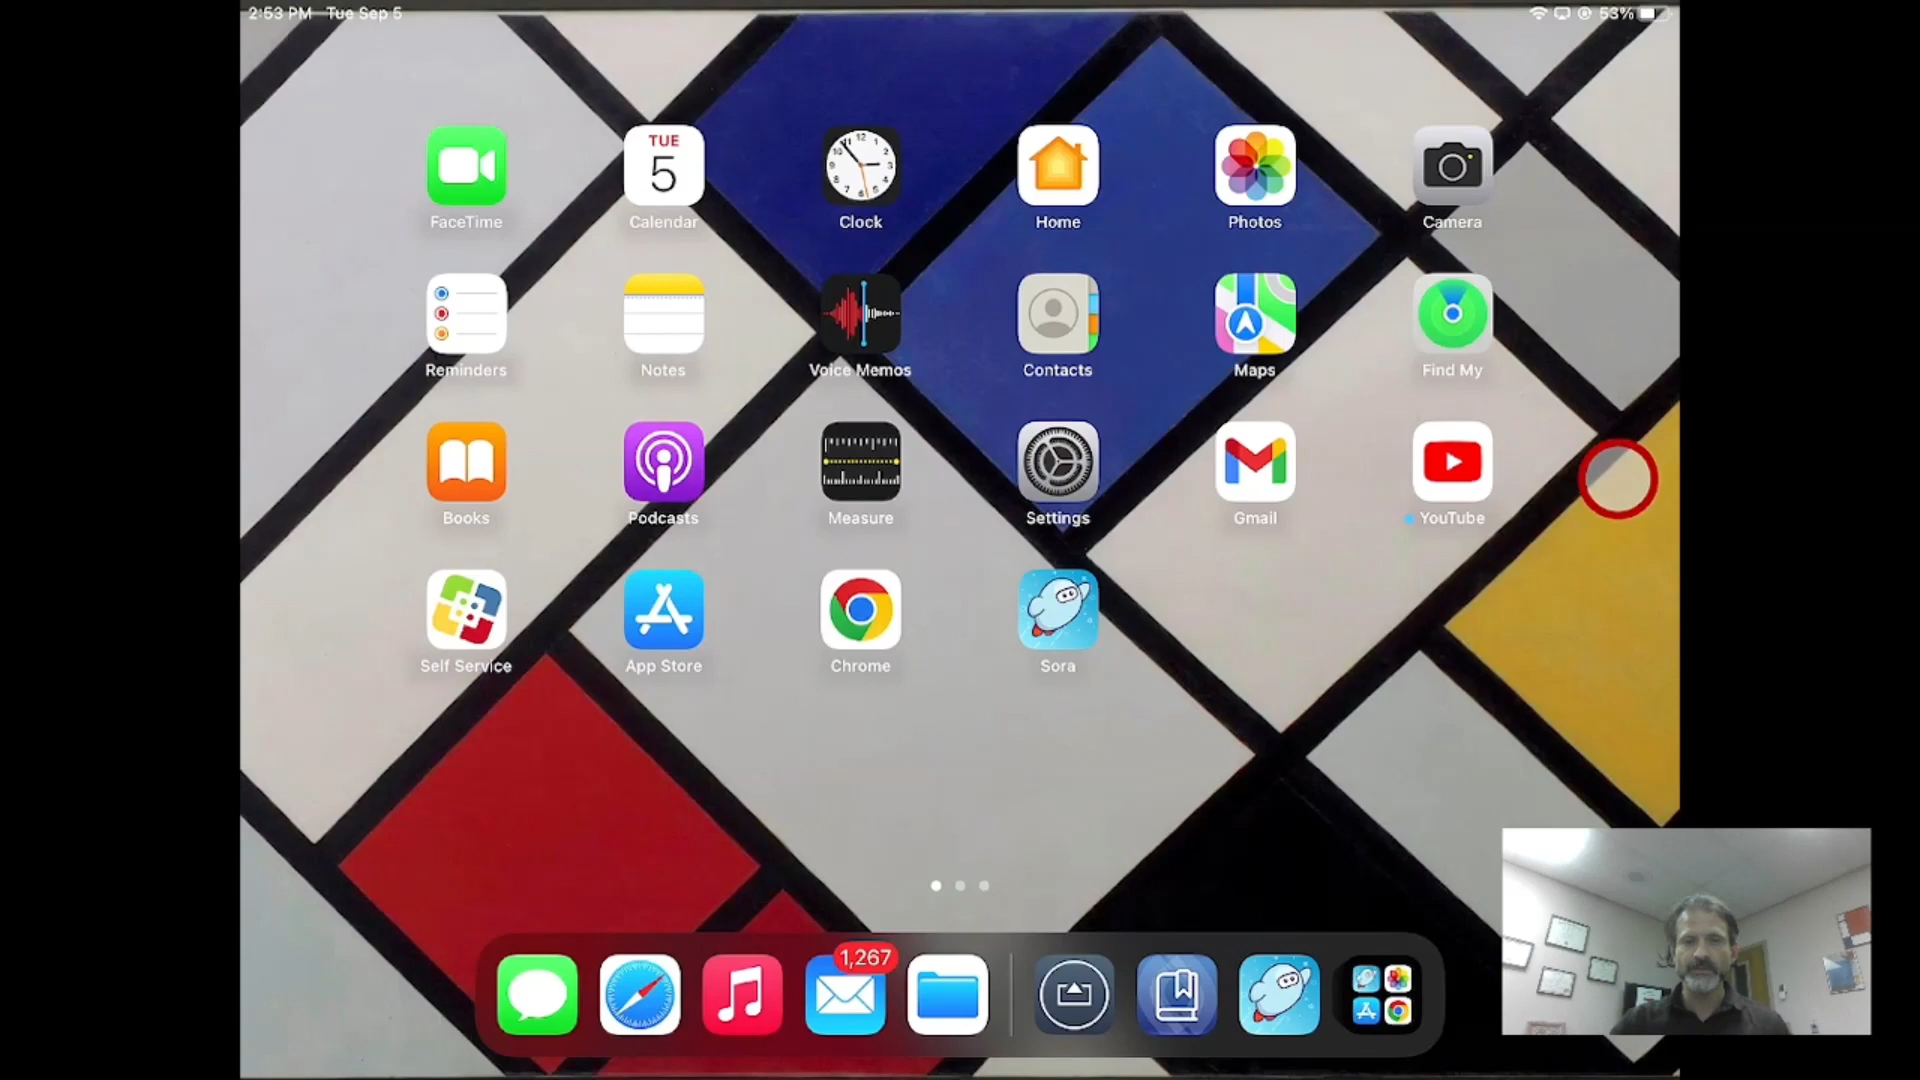 2:53 PM Tue Sep 5
53%
TUE
5
FaceTime
Calendar
Clock
Home
Photos
Camera
Reminders
Notes
Voice Memos
Contacts
Maps
Find My
Books
Podcasts
Measure
Settings
Gmail
YouTube
Self Service
App Store
Chrome
Sora
1,267